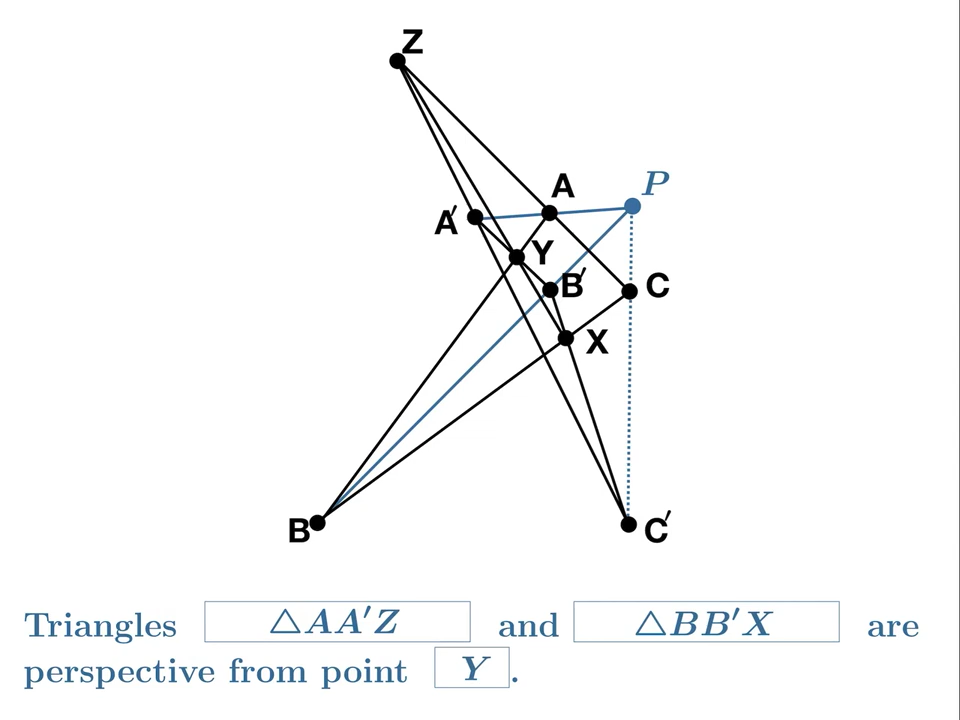 Z
A
P
A′
Y
B′
C
X
B
C′
Triangles △AA′Z and △BB′X are
perspective from point Y.